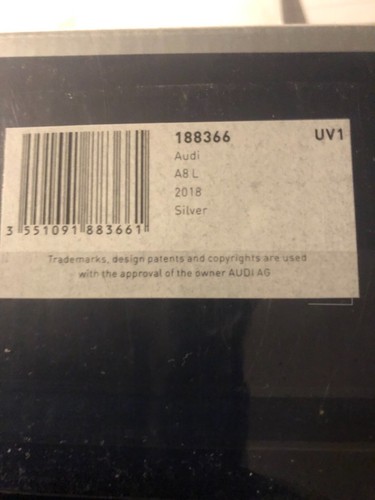 188366
UV1
Audi
A8 L
2018
Silver
3 551091 883661
Trademarks, design patents and copyrights are used
with the approval of the owner AUDI AG